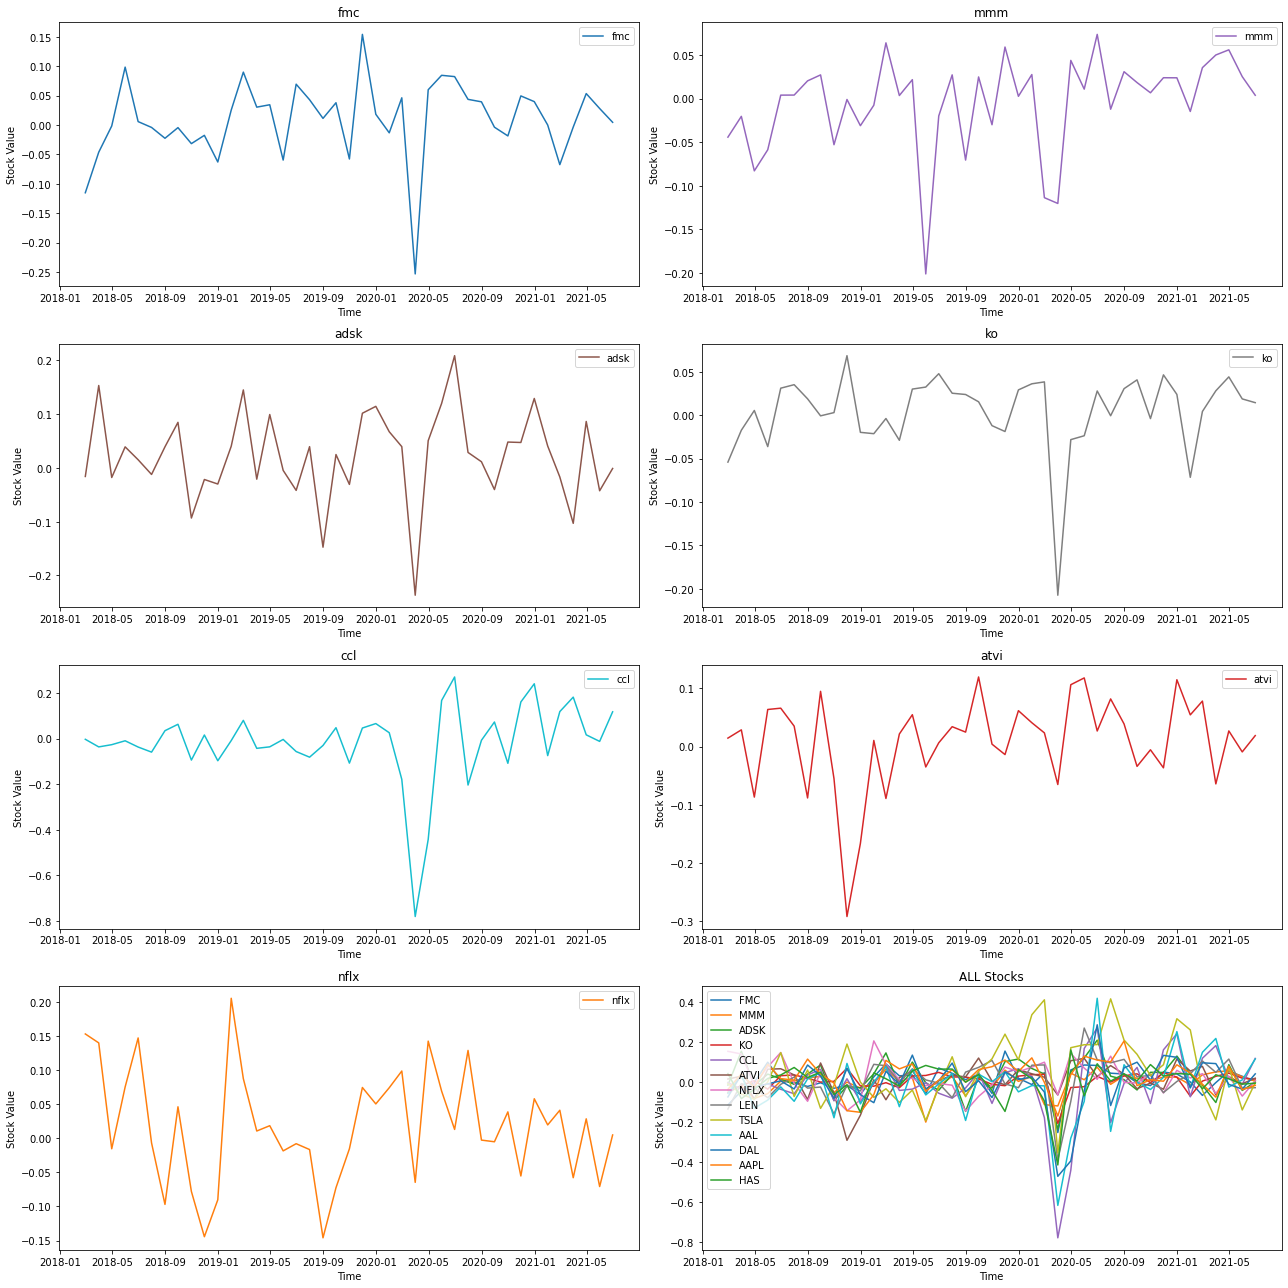 fmc
fmc
Stock Value
0.15
0.10
0.05
0.00
−0.05
−0.10
−0.15
−0.20
−0.25
2018-01 2018-05 2018-09 2019-01 2019-05 2019-09 2020-01 2020-05 2020-09 2021-01 2021-05
Time
mmm
mmm
Stock Value
0.05
0.00
−0.05
−0.10
−0.15
−0.20
2018-01 2018-05 2018-09 2019-01 2019-05 2019-09 2020-01 2020-05 2020-09 2021-01 2021-05
Time
adsk
adsk
Stock Value
0.2
0.1
0.0
−0.1
−0.2
2018-01 2018-05 2018-09 2019-01 2019-05 2019-09 2020-01 2020-05 2020-09 2021-01 2021-05
Time
ko
ko
Stock Value
0.05
0.00
−0.05
−0.10
−0.15
−0.20
2018-01 2018-05 2018-09 2019-01 2019-05 2019-09 2020-01 2020-05 2020-09 2021-01 2021-05
Time
ccl
ccl
Stock Value
0.2
0.0
−0.2
−0.4
−0.6
−0.8
2018-01 2018-05 2018-09 2019-01 2019-05 2019-09 2020-01 2020-05 2020-09 2021-01 2021-05
Time
atvi
atvi
Stock Value
0.1
0.0
−0.1
−0.2
−0.3
2018-01 2018-05 2018-09 2019-01 2019-05 2019-09 2020-01 2020-05 2020-09 2021-01 2021-05
Time
nflx
nflx
Stock Value
0.20
0.15
0.10
0.05
0.00
−0.05
−0.10
−0.15
2018-01 2018-05 2018-09 2019-01 2019-05 2019-09 2020-01 2020-05 2020-09 2021-01 2021-05
Time
ALL Stocks
FMC
MMM
ADSK
KO
CCL
ATVI
NFLX
LEN
TSLA
AAL
DAL
AAPL
HAS
Stock Value
0.4
0.2
0.0
−0.2
−0.4
−0.6
−0.8
2018-01 2018-05 2018-09 2019-01 2019-05 2019-09 2020-01 2020-05 2020-09 2021-01 2021-05
Time